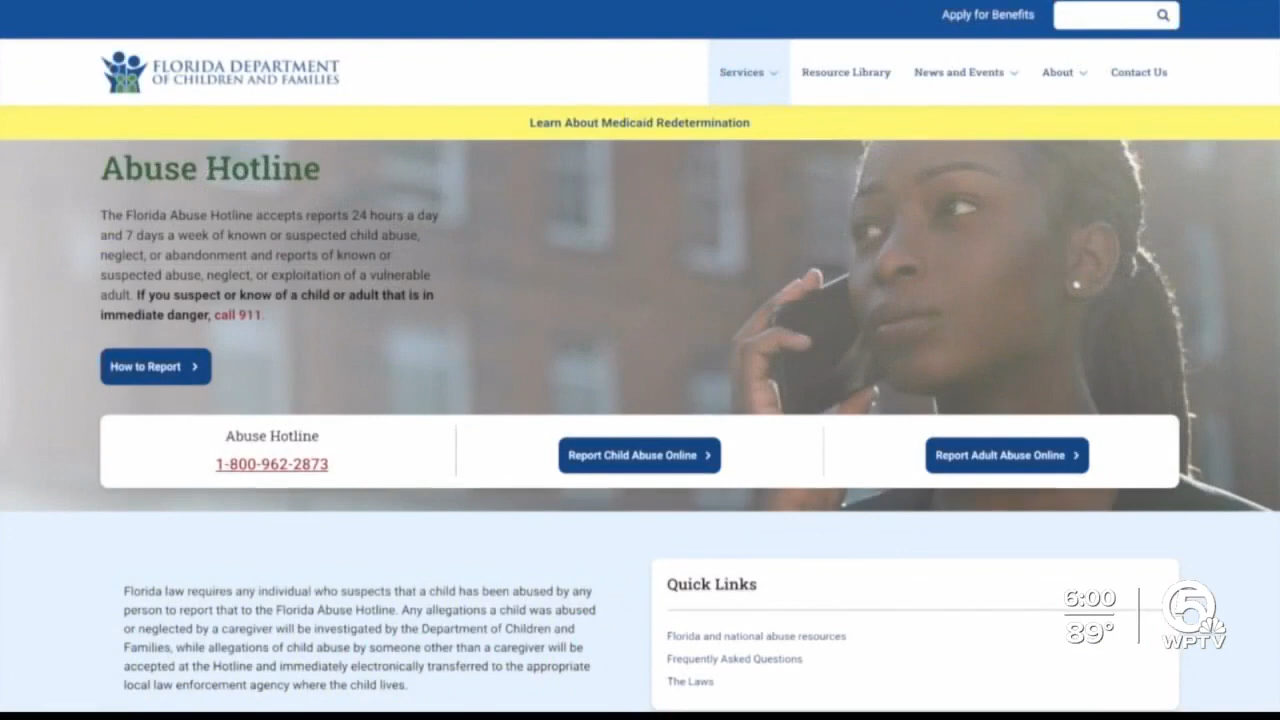 Apply for Benefits
FLORIDA DEPARTMENT
OF CHILDREN AND FAMILIES
Services
Resource Library
News and Events
About
Contact Us
Learn About Medicaid Redetermination
Abuse Hotline
The Florida Abuse Hotline accepts reports 24 hours a day
and 7 days a week of known or suspected child abuse,
neglect, or abandonment and reports of known or
suspected abuse, neglect, or exploitation of a vulnerable
adult. If you suspect or know of a child or adult that is in
immediate danger, call 911.
How to Report
Abuse Hotline
1-800-962-2873
Report Child Abuse Online
Report Adult Abuse Online
Florida law requires any individual who suspects that a child has been abused by any
person to report that to the Florida Abuse Hotline. Any allegations a child was abused
or neglected by a caregiver will be investigated by the Department of Children and
Families, while allegations of child abuse by someone other than a caregiver will be
accepted at the Hotline and immediately electronically transferred to the appropriate
local law enforcement agency where the child lives.
Quick Links
Florida and national abuse resources
Frequently Asked Questions
The Laws
6:00
89°
5
WPTV